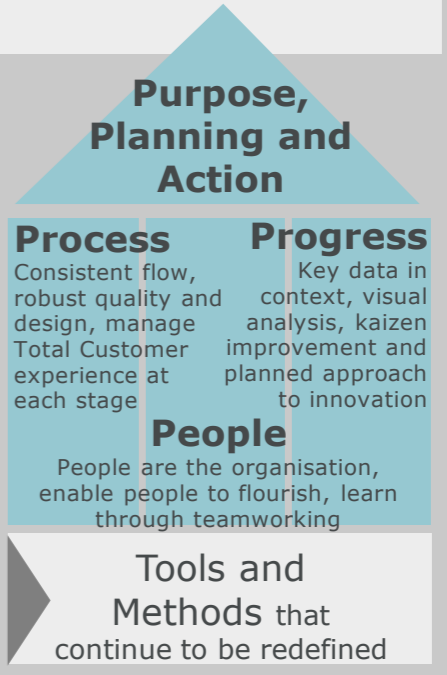 Purpose,
Planning and
Action
Process
Consistent flow,
robust quality and
design, manage
Total Customer
experience at
each stage
Progress
Key data in
context, visual
analysis, kaizen
improvement and
planned approach
to innovation
People
People are the organisation,
enable people to flourish, learn
through teamworking
Tools and
Methods that
continue to be redefined